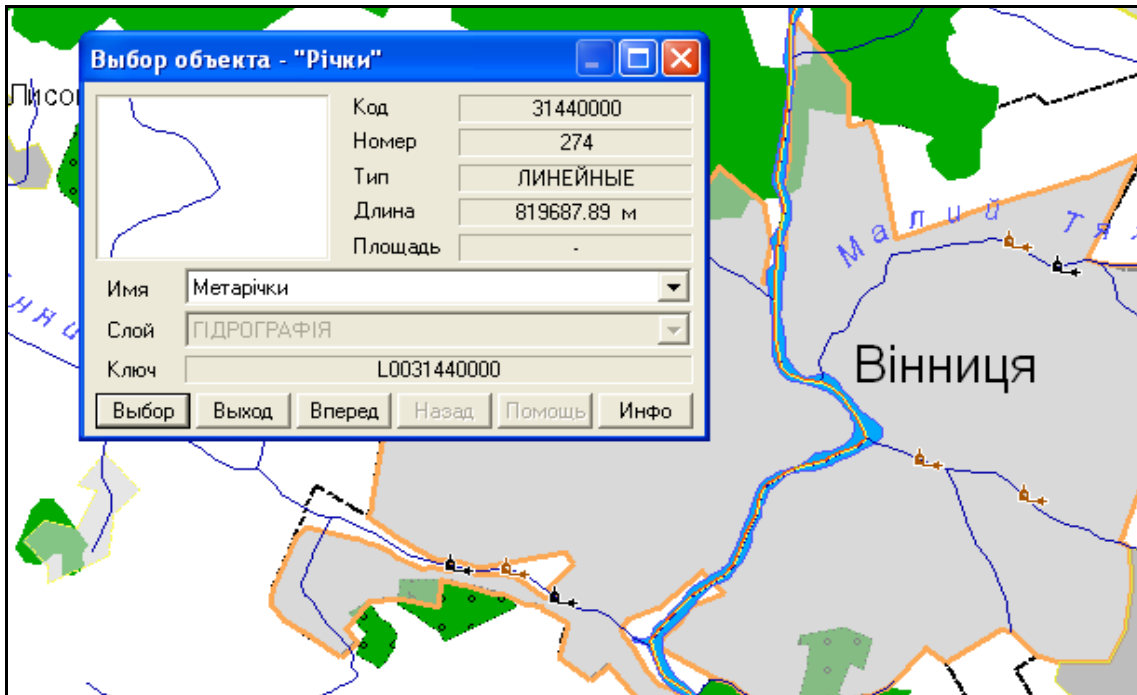 Выбор объекта - "Річки"
Код 31440000
Номер 274
Тип ЛИНЕЙНЫЕ
Длина 819687.89 м
Площадь -
Имя Метарічки
Слой ГІДРОГРАФІЯ
Ключ L0031440000
Выбор Выход Вперед Назад Помощь Инфо
Малий
Вінниця